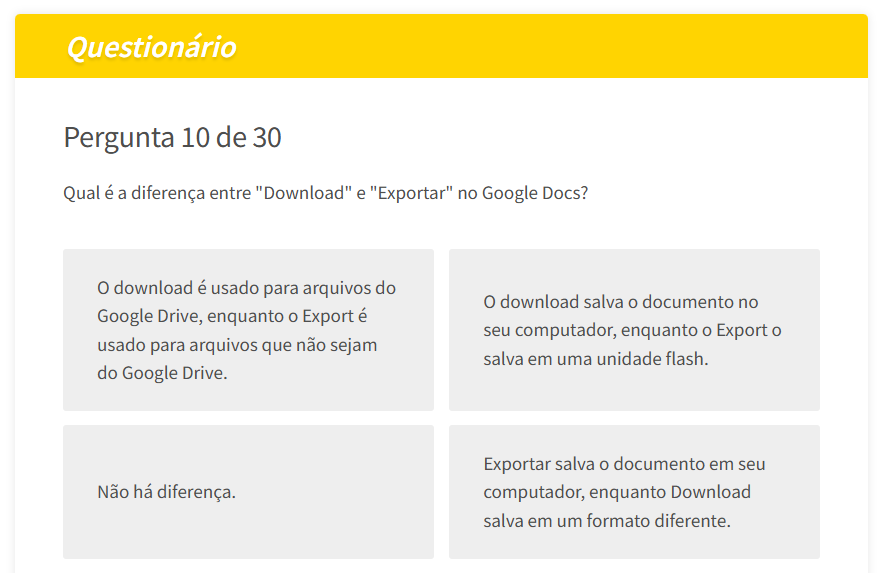 Questionário
Pergunta 10 de 30
Qual é a diferença entre "Download" e "Exportar" no Google Docs?
O download é usado para arquivos do
Google Drive, enquanto o Export é
usado para arquivos que não sejam
do Google Drive.
O download salva o documento no
seu computador, enquanto o Export o
salva em uma unidade flash.
Não há diferença.
Exportar salva o documento em seu
computador, enquanto Download
salva em um formato diferente.